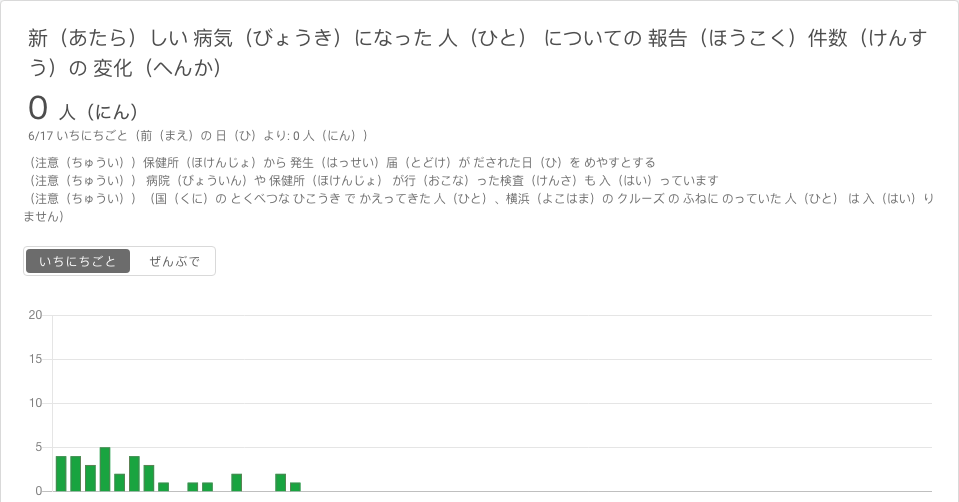 新（あたら）しい 病気（びょうき）になった 人（ひと） についての 報告（ほうこく）件数（けんす
う）の 変化（へんか）
0 人（にん）
6/17 いちにちごと（前（まえ）の 日（ひ）より: 0 人（にん））
（注意（ちゅうい））保健所（ほけんじょ）から 発生（はっせい）届（とどけ）が だされた日（ひ）を めやすとする
（注意（ちゅうい）） 病院（びょういん）や 保健所（ほけんじょ） が行（おこな）った検査（けんさ）も 入（はい）っています
（注意（ちゅうい））（国（くに）の とくべつな ひこうき で かえってきた 人（ひと）、横浜（よこはま）の クルーズ の ふねに のっていた 人（ひと） は 入（はい）り
ません）
いちにちごと ぜんぶで
20
15
10
5
0